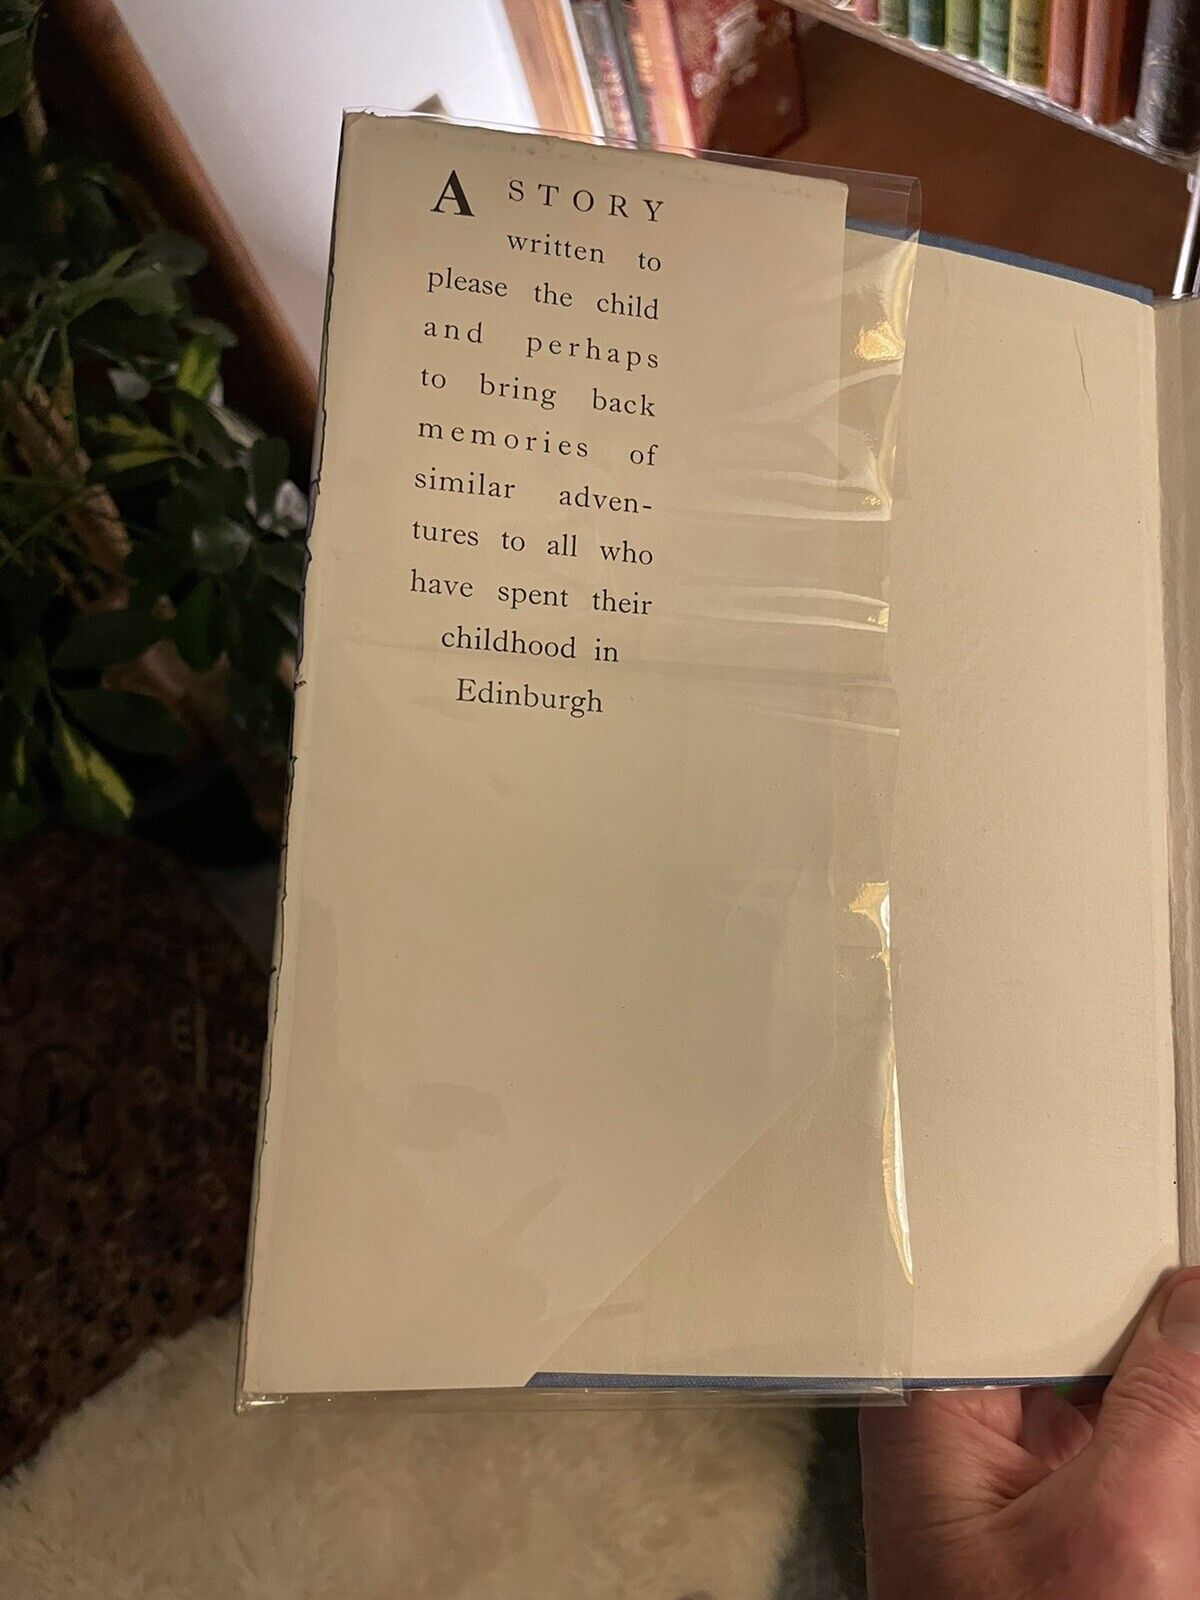 A STORY
written to
please the child
and perhaps
to bring back
memories of
similar adven-
tures to all who
have spent their
childhood in
Edinburgh